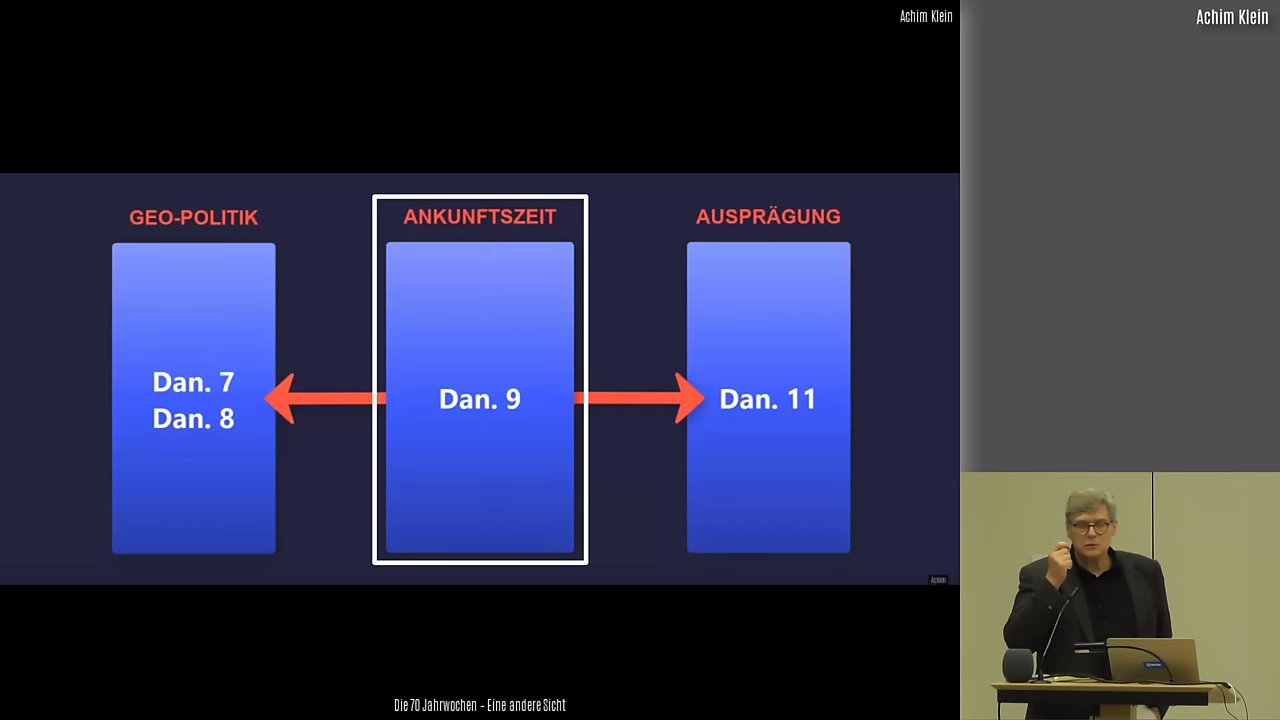 Achim Klein
Achim Klein
GEO-POLITIK
ANKUNFTSZEIT
AUSPRÄGUNG
Dan. 7
Dan. 8
Dan. 9
Dan. 11
Achim
Die 70 Jahrwochen - Eine andere Sicht